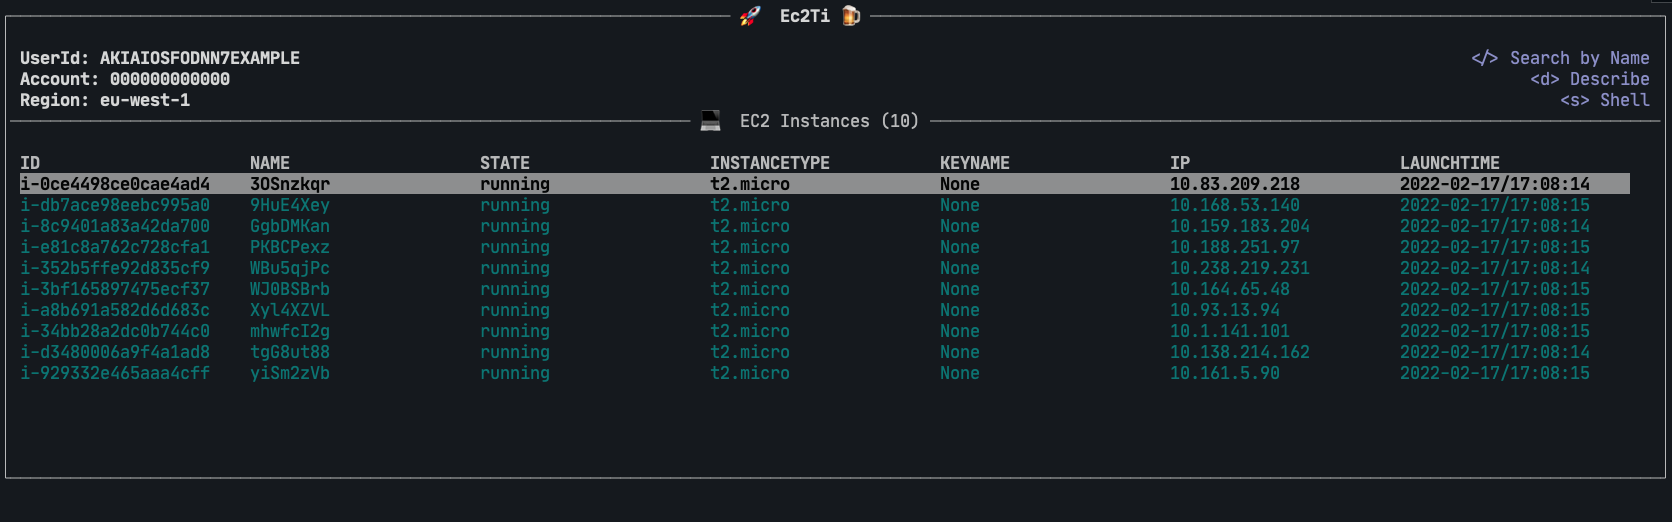 Ec2Ti
UserId: AKIAIOSFODNN7EXAMPLE </> Search by Name
Account: 000000000000 <d> Describe
Region: eu-west-1 <s> Shell
EC2 Instances (10)
ID NAME STATE INSTANCETYPE KEYNAME IP LAUNCHTIME
i-0ce4498ce0cae4ad4 3OSnzkqr running t2.micro None 10.83.209.218 2022-02-17/17:08:14
i-db7ace98eebc995a0 9HuE4Xey running t2.micro None 10.168.53.140 2022-02-17/17:08:15
i-8c9401a83a42da700 GgbDMKan running t2.micro None 10.159.183.204 2022-02-17/17:08:14
i-e81c8a762c728cfa1 PKBCPexz running t2.micro None 10.188.251.97 2022-02-17/17:08:15
i-352b5ffe92d835cf9 WBu5qjPc running t2.micro None 10.238.219.231 2022-02-17/17:08:14
i-3bf165897475ecf37 WJ0BSBrb running t2.micro None 10.164.65.48 2022-02-17/17:08:15
i-a8b691a582d6d683c Xyl4XZVL running t2.micro None 10.93.13.94 2022-02-17/17:08:15
i-34bb28a2dc0b744c0 mhwfcI2g running t2.micro None 10.1.141.101 2022-02-17/17:08:15
i-d3480006a9f4a1ad8 tgG8ut88 running t2.micro None 10.138.214.162 2022-02-17/17:08:14
i-929332e465aaa4cff yiSm2zVb running t2.micro None 10.161.5.90 2022-02-17/17:08:15